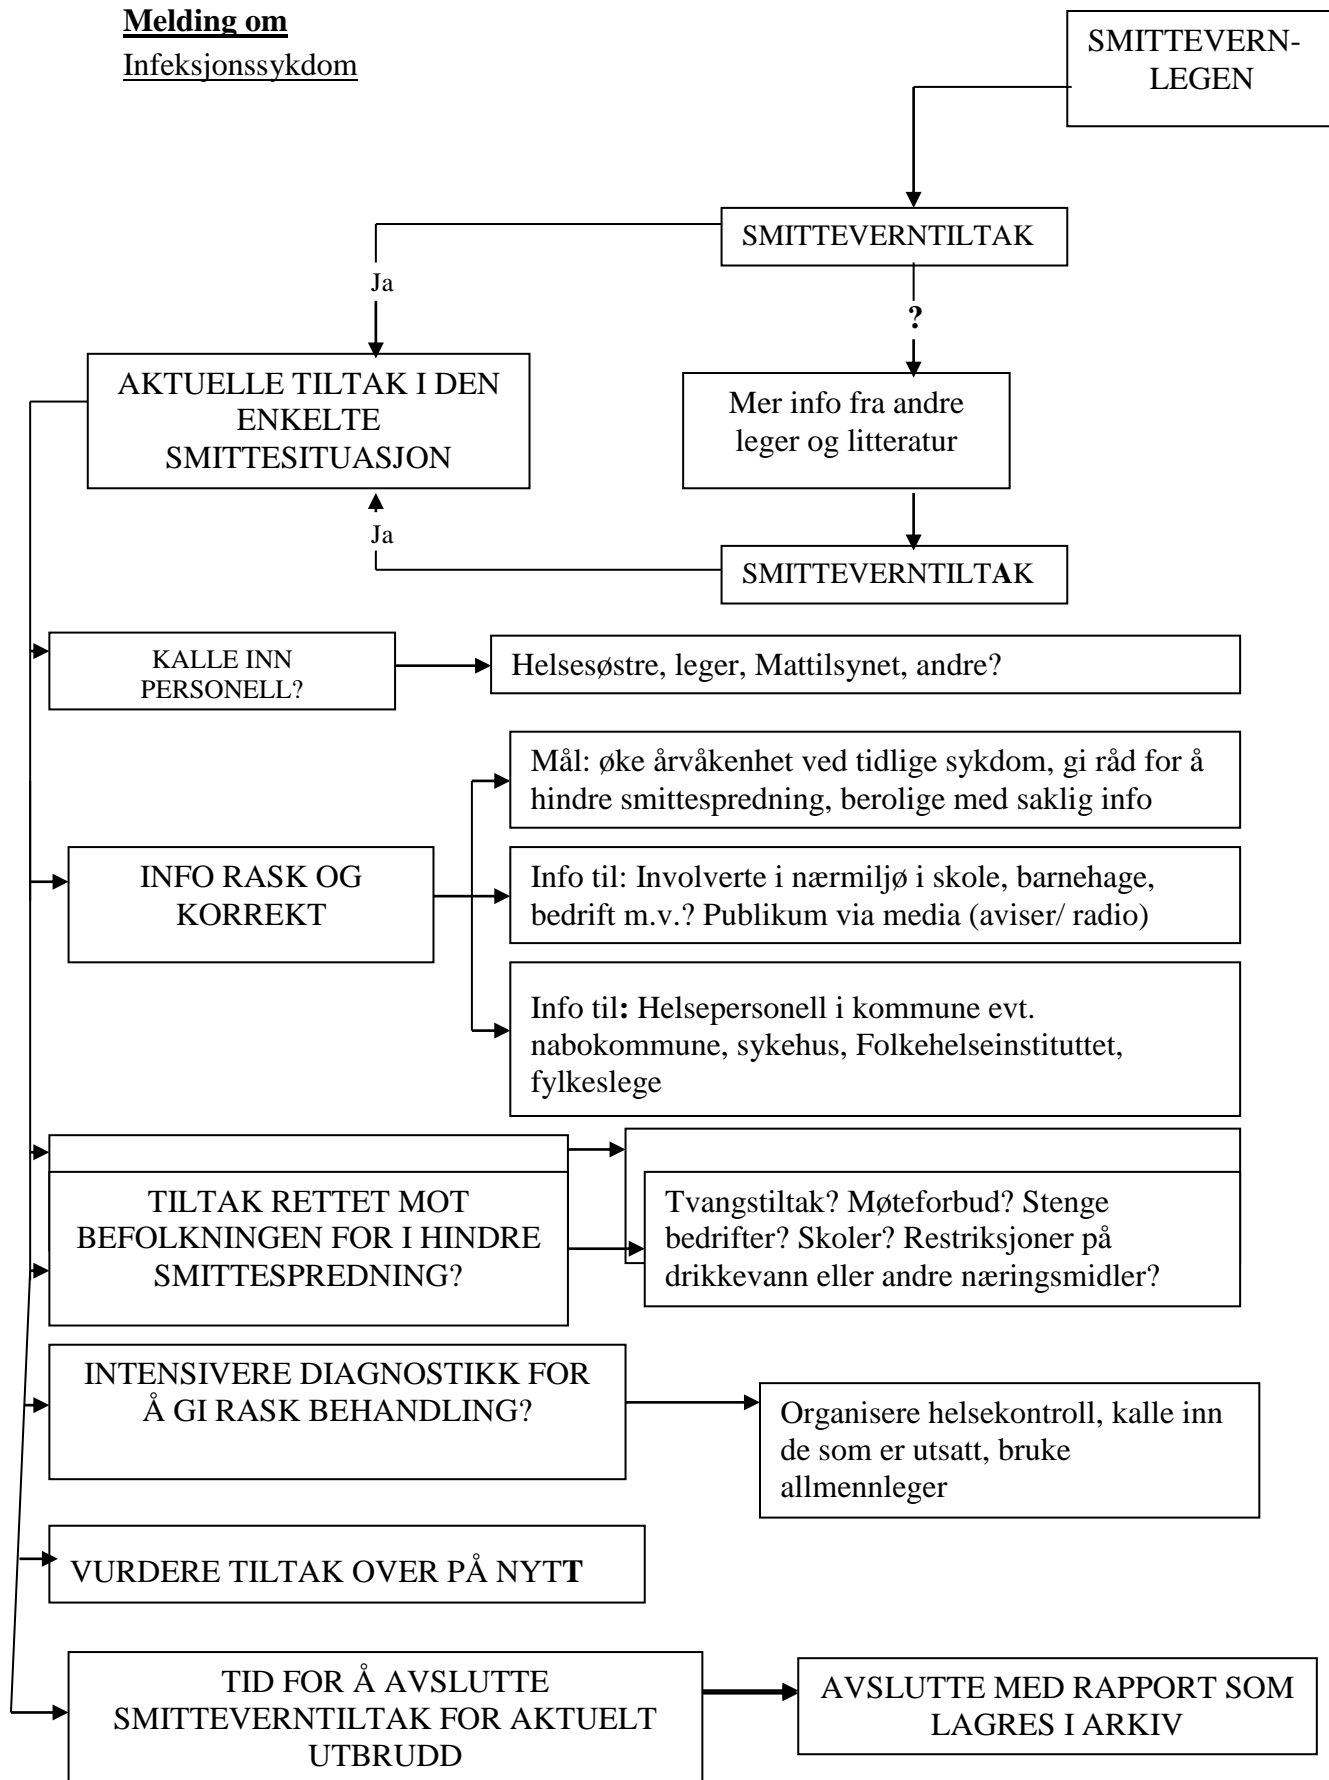 Melding om
Infeksjonssykdom
SMITTEVERN-
LEGEN
SMITTEVERNTILTAK
Ja
?
AKTUELLE TILTAK I DEN
ENKELTE
SMITTESITUASJON
Mer info fra andre
leger og litteratur
Ja
SMITTEVERNTILTAK
KALLE INN
PERSONELL?
Helsesøstre, leger, Mattilsynet, andre?
Mål: øke årvåkenhet ved tidlige sykdom, gi råd for å
hindre smittespredning, berolige med saklig info
INFO RASK OG
KORREKT
Info til: Involverte i nærmiljø i skole, barnehage,
bedrift m.v.? Publikum via media (aviser/ radio)
Info til: Helsepersonell i kommune evt.
nabokommune, sykehus, Folkehelseinstituttet,
fylkeslege
TILTAK RETTET MOT
BEFOLKNINGEN FOR I HINDRE
SMITTESPREDNING?
Tvangstiltak? Møteforbud? Stenge
bedrifter? Skoler? Restriksjoner på
drikkevann eller andre næringsmidler?
INTENSIVERE DIAGNOSTIKK FOR
Å GI RASK BEHANDLING?
Organisere helsekontroll, kalle inn
de som er utsatt, bruke
allmennleger
VURDERE TILTAK OVER PÅ NYTT
TID FOR Å AVSLUTTE
SMITTEVERNTILTAK FOR AKTUELT
UTBRUDD
AVSLUTTE MED RAPPORT SOM
LAGRES I ARKIV